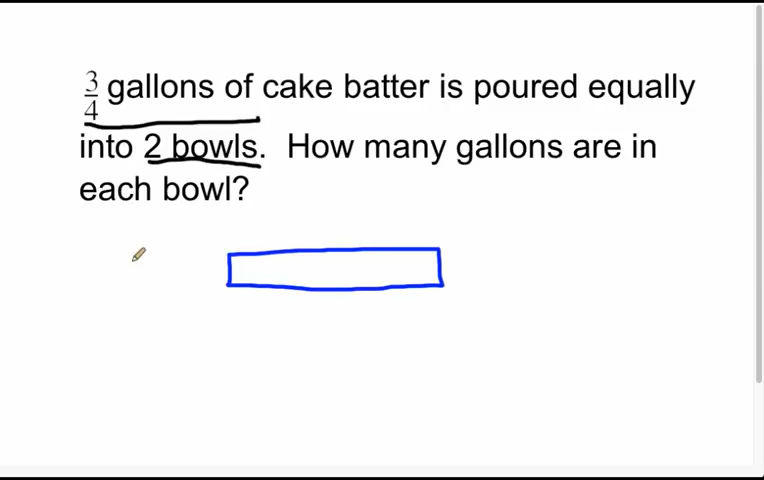 3/4 gallons of cake batter is poured equally
into 2 bowls. How many gallons are in
each bowl?